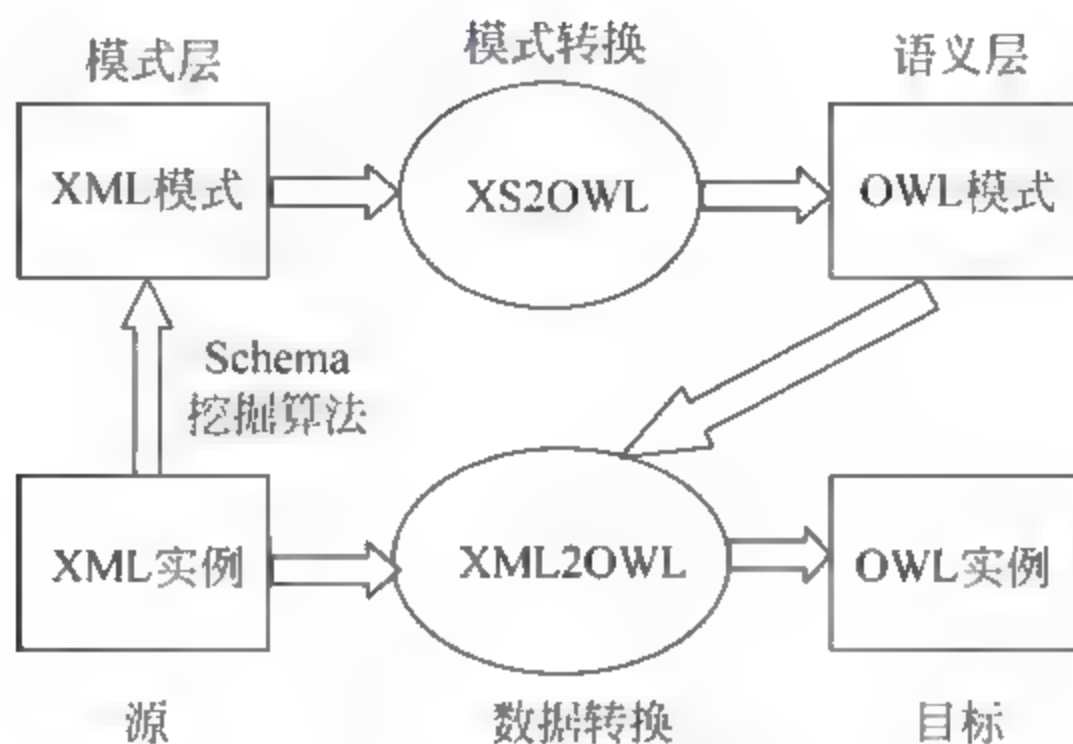 模式层
模式转换
语义层
XML模式
XS2OWL
OWL模式
Schema
挖掘算法
XML实例
XML2OWL
OWL实例
源
数据转换
目标